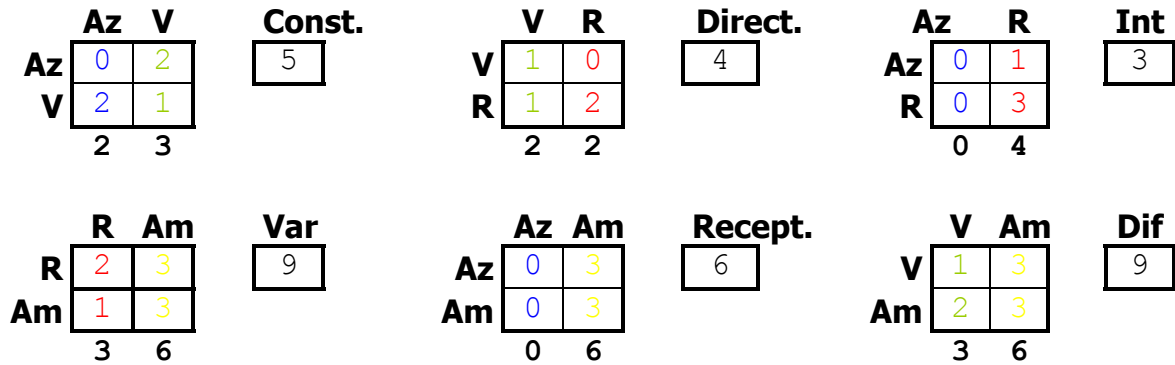 Az V Const. V R Direct. Az R Int
Az 0 2 5 V 1 0 4 Az 0 1 3
V 2 1 R 1 2 R 0 3
2 3 2 2 0 4
R Am Var Az Am Recept. V Am Dif
R 2 3 9 Az 0 3 6 V 1 3 9
Am 1 3 Am 0 3 Am 2 3
3 6 0 6 3 6